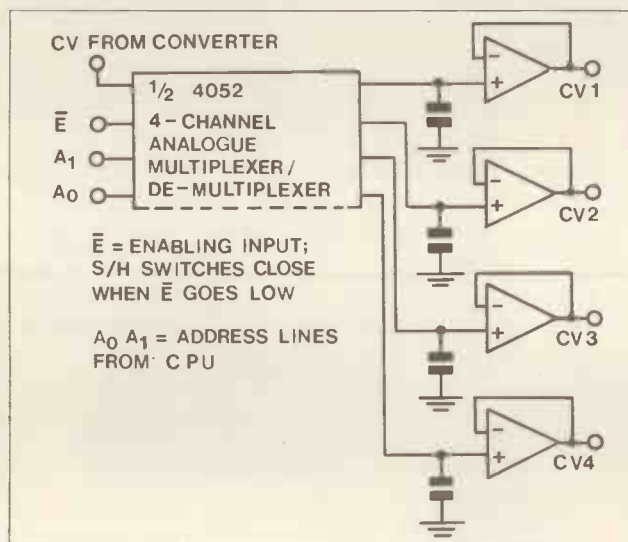 CV FROM CONVERTER
1/2 4052
4-CHANNEL
ANALOGUE
MULTIPLEXER/
DE-MULTIPLEXER
E̅
A1
A0
E̅ = ENABLING INPUT;
S/H SWITCHES CLOSE
WHEN E̅ GOES LOW
A0 A1 = ADDRESS LINES
FROM CPU
-
+
CV1
-
+
CV2
-
+
CV3
-
+
CV4